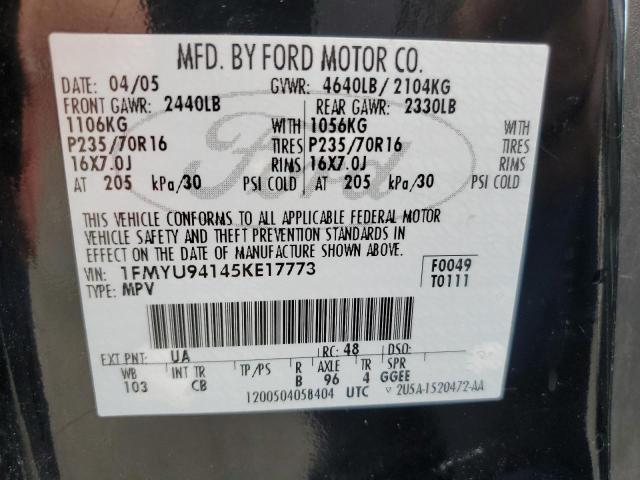 MFD. BY FORD MOTOR CO.
DATE: 04/05 GVWR: 4640LB/ 2104KG
FRONT GAWR: 2440LB REAR GAWR: 2330LB
1106KG WITH 1056KG WITH
P235/70R16 TIRES P235/70R16 TIRES
16X7.0J RIMS 16X7.0J RIMS
AT 205 kPa/30 PSI COLD AT 205 kPa/30 PSI COLD
Ford
THIS VEHICLE CONFORMS TO ALL APPLICABLE FEDERAL MOTOR
VEHICLE SAFETY AND THEFT PREVENTION STANDARDS IN
EFFECT ON THE DATE OF MANUFACTURE SHOWN ABOVE.
VIN: 1FMYU94145KE17773 F0049
TYPE: MPV T0111
EXT PNT: UA RC: 48 DSO:
WB INT TR TP/PS R AXLE TR SPR
103 CB B 96 4 GGEE
1200504058404 UTC 2U5A-1520472-AA